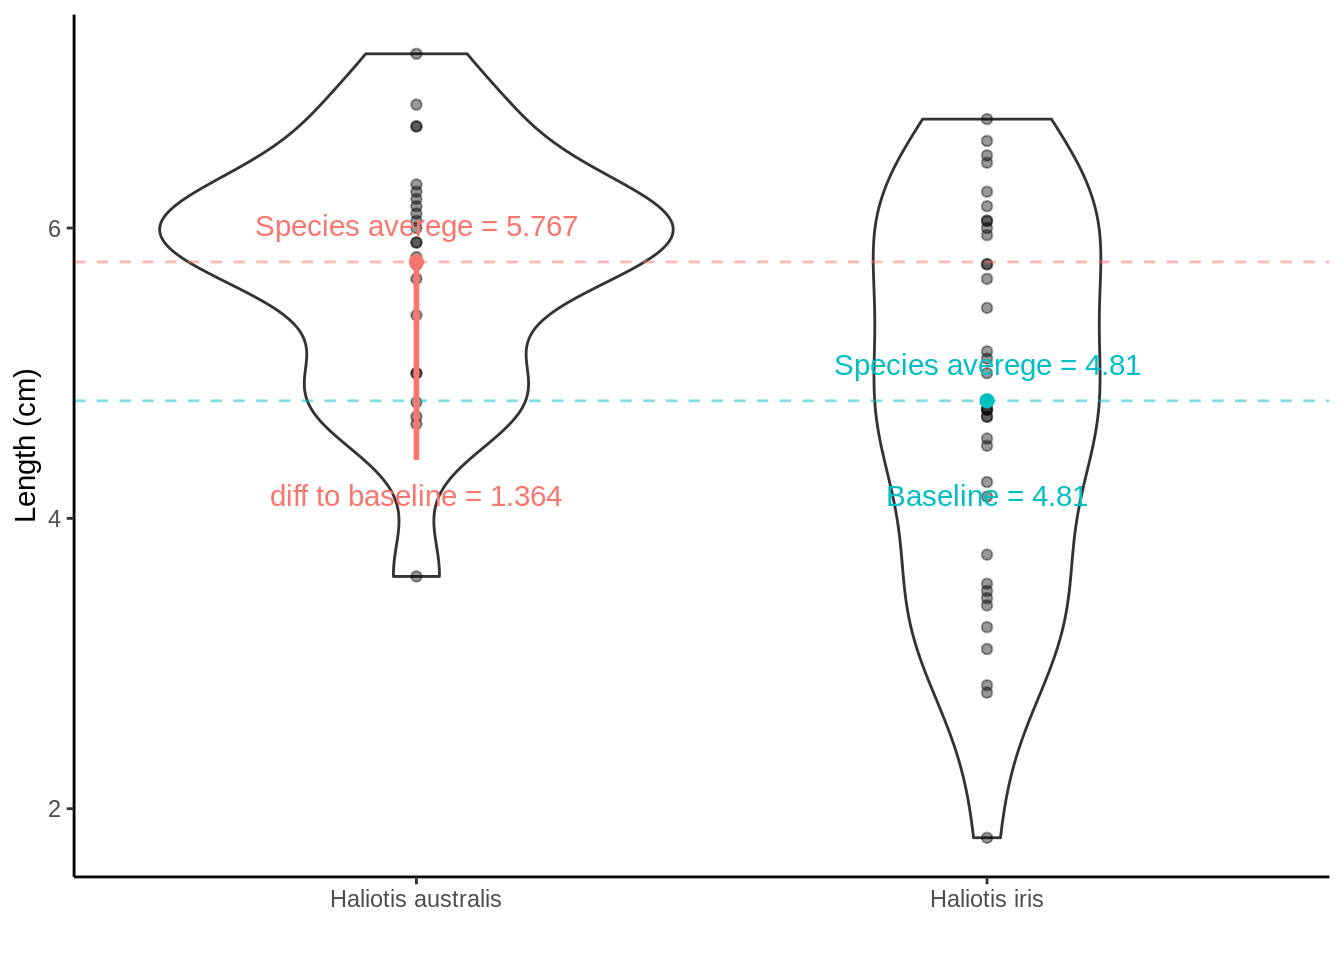 Length (cm)
6
4
2
Species averege = 5.767
diff to baseline = 1.364
Species averege = 4.81
Baseline = 4.81
Haliotis australis
Haliotis iris